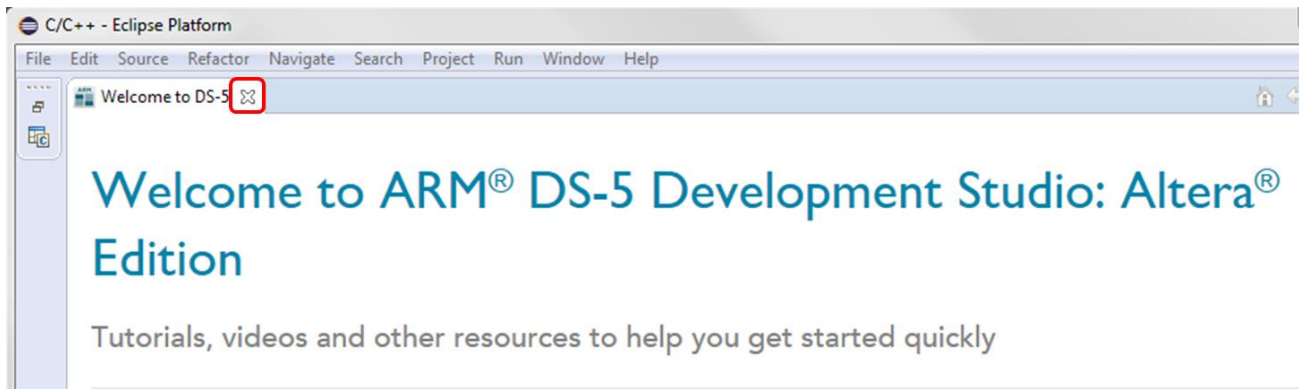 C/C++ - Eclipse Platform
File Edit Source Refactor Navigate Search Project Run Window Help
Welcome to DS-5
Welcome to ARM® DS-5 Development Studio: Altera®
Edition
Tutorials, videos and other resources to help you get started quickly